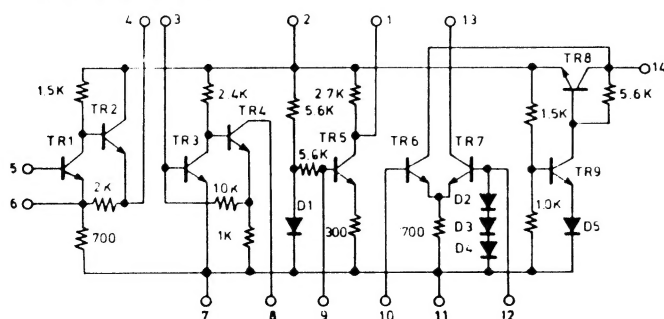 4 3 2 1 13
TR8
14
1.5K TR2 2.4K TR4 5.6K 2.7K 5.6K
1.5K
TR1 TR3 TR5 TR6 TR7
5 5.6K TR9
6 2K 10K D1 D2
D3 1.0K
700 1K 300 700 D4 D5
7 8 9 10 11 12